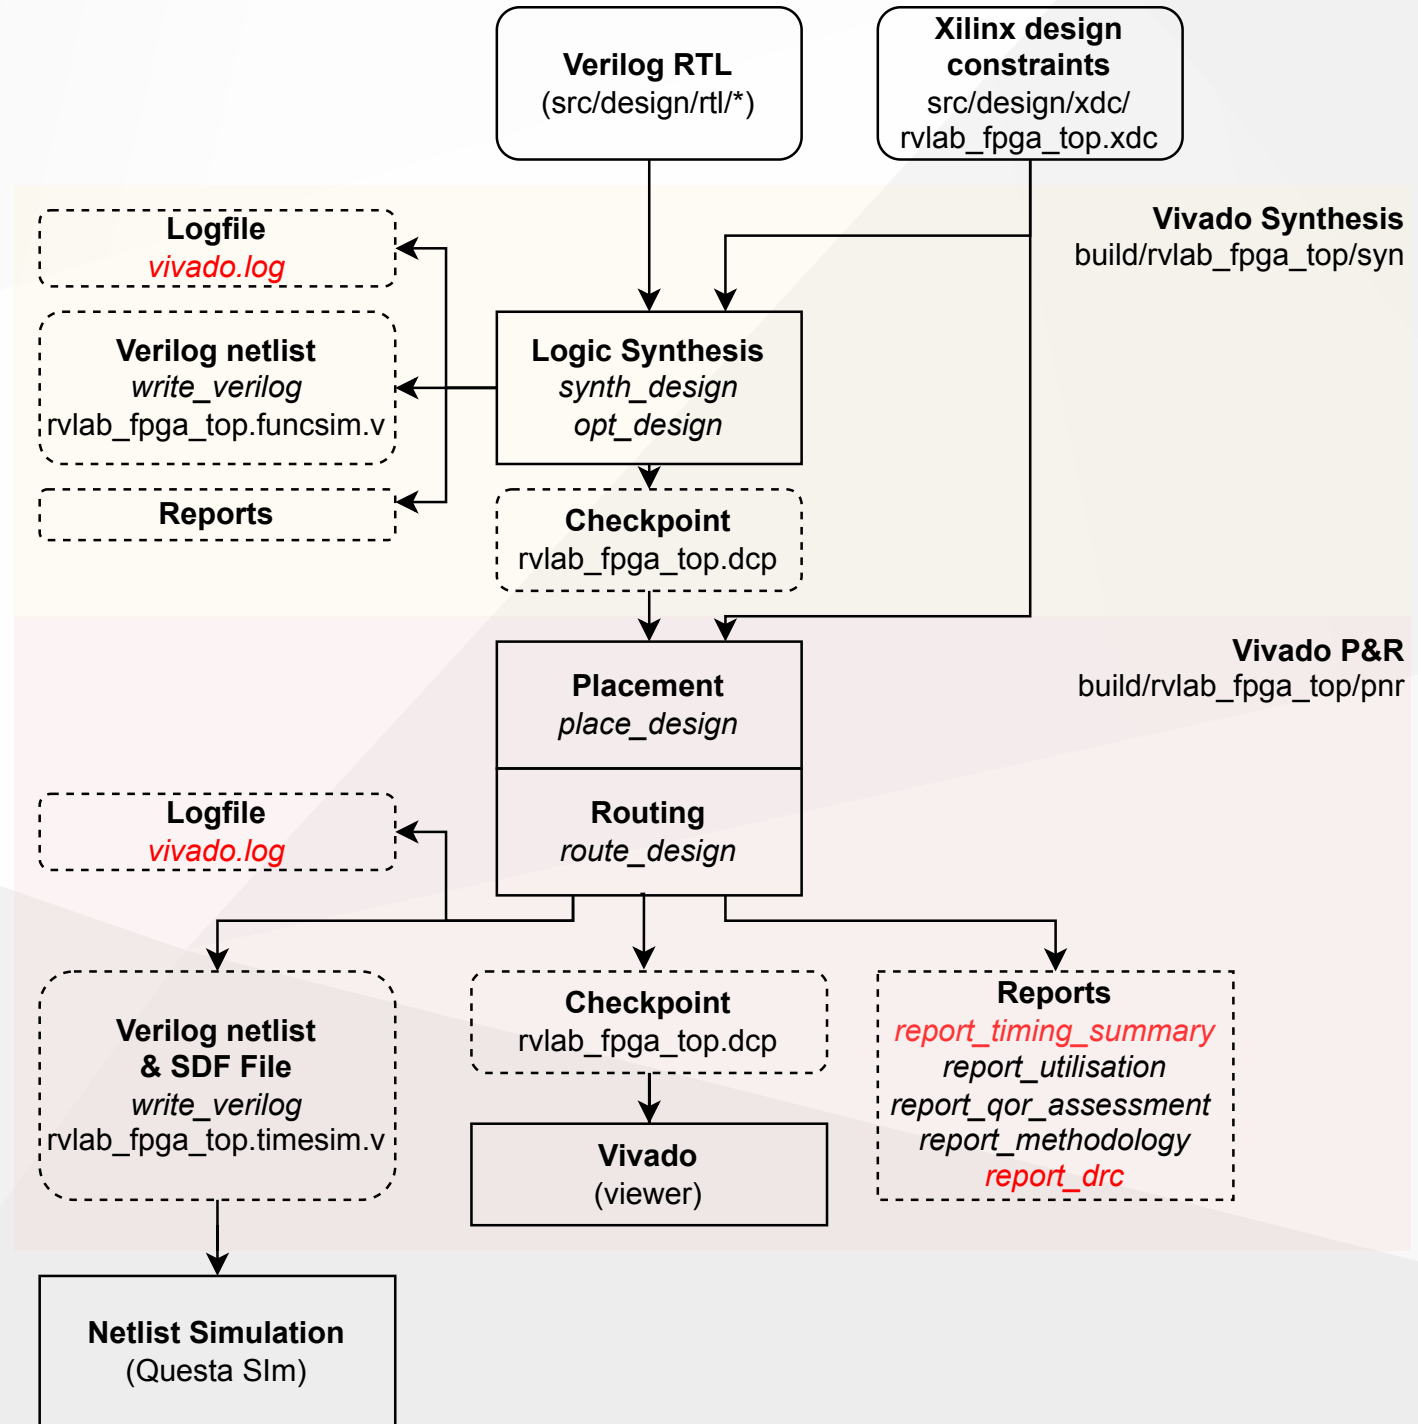 Verilog RTL
(src/design/rtl/*)
Xilinx design
constraints
src/design/xdc/
rvlab_fpga_top.xdc
Vivado Synthesis
build/rvlab_fpga_top/syn
Logfile
vivado.log
Verilog netlist
write_verilog
rvlab_fpga_top.funcsim.v
Reports
Logic Synthesis
synth_design
opt_design
Checkpoint
rvlab_fpga_top.dcp
Vivado P&R
build/rvlab_fpga_top/pnr
Placement
place_design
Routing
route_design
Logfile
vivado.log
Verilog netlist
& SDF File
write_verilog
rvlab_fpga_top.timesim.v
Checkpoint
rvlab_fpga_top.dcp
Vivado
(viewer)
Reports
report_timing_summary
report_utilisation
report_qor_assessment
report_methodology
report_drc
Netlist Simulation
(Questa SIm)